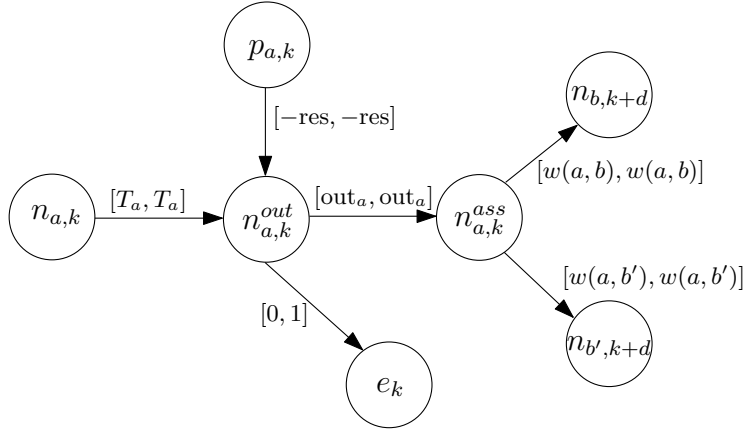 p_{a,k}
n_{b,k+d}
[−res, −res]
[w(a, b), w(a, b)]
[T_a, T_a]
[out_a, out_a]
n_{a,k}
n_{a,k}^{out}
n_{a,k}^{ass}
[w(a, b′), w(a, b′)]
[0, 1]
n_{b′,k+d}
e_k